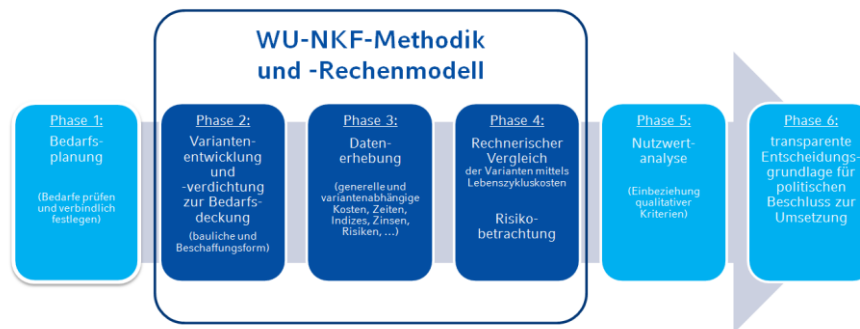 WU-NKF-Methodik
und -Rechenmodell
Phase 1:
Bedarfs-
planung
(Bedarfe prüfen
und verbindlich
festlegen)
Phase 2:
Varianten-
entwicklung
und
-verdichtung
zur Bedarfs-
deckung
(bauliche und
Beschaffungsform)
Phase 3:
Daten-
erhebung
(generelle und
variantenabhängige
Kosten, Zeiten,
Indizes, Zinsen,
Risiken, ...)
Phase 4:
Rechnerischer
Vergleich
der Varianten mittels
Lebenszykluskosten
Risiko-
betrachtung
Phase 5:
Nutzwert-
analyse
(Einbeziehung
qualitativer
Kriterien)
Phase 6:
transparente
Entscheidungs-
grundlage für
politischen
Beschluss zur
Umsetzung